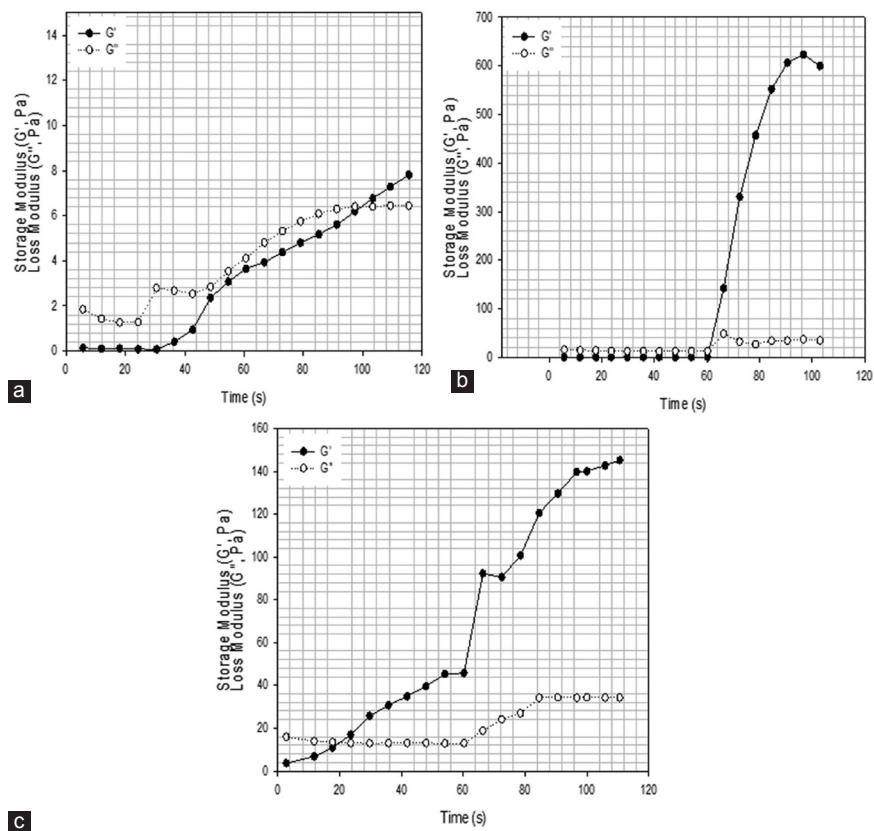 14
12
10
8
6
4
2
0
G'
G''
Storage Modulus (G', Pa)
Loss Modulus (G'', Pa)
0 20 40 60 80 100 120
Time (s)
a
700
600
500
400
300
200
100
0
G'
G''
Storage Modulus (G', Pa)
Loss Modulus (G'', Pa)
0 20 40 60 80 100 120
Time (s)
b
160
140
120
100
80
60
40
20
0
G'
G''
Storage Modulus (G', Pa)
Loss Modulus (G'', Pa)
0 20 40 60 80 100 120
Time (s)
c